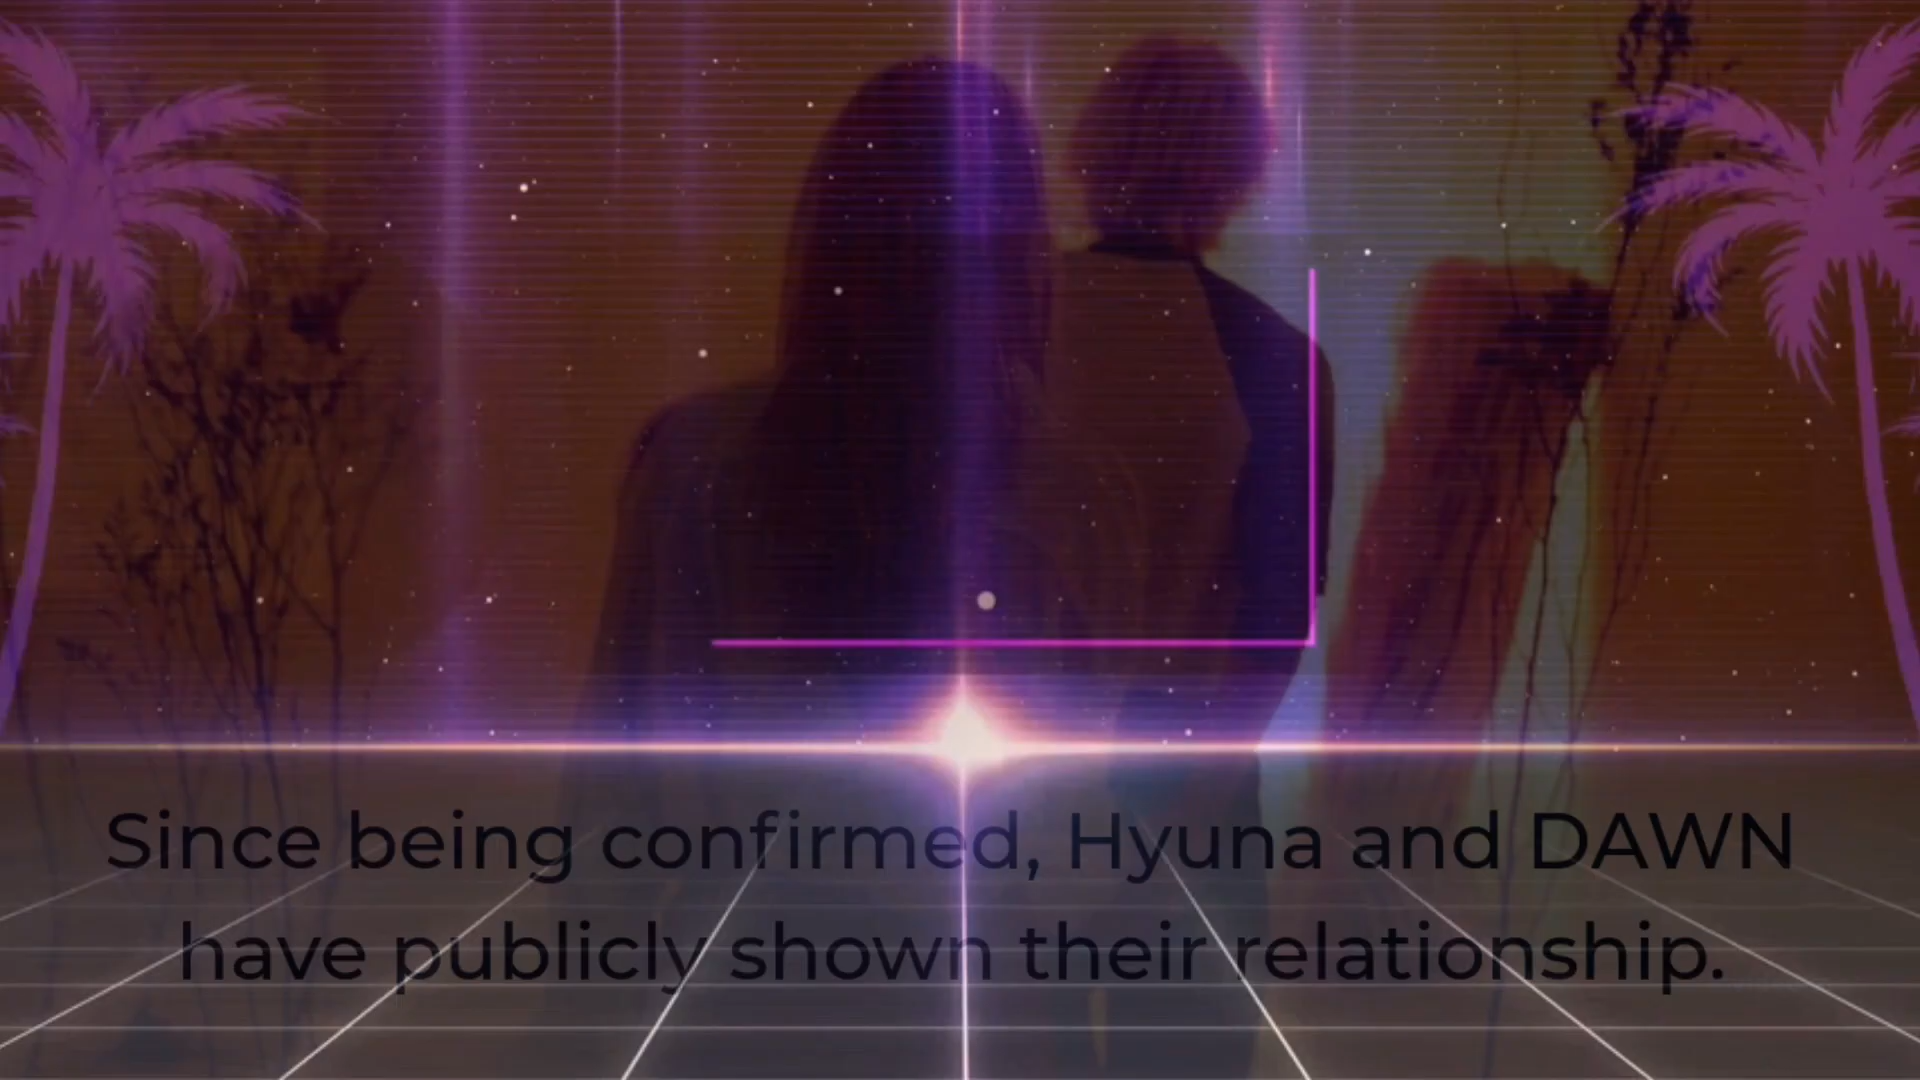 Since being confirmed, Hyuna and DAWN
have publicly shown their relationship.